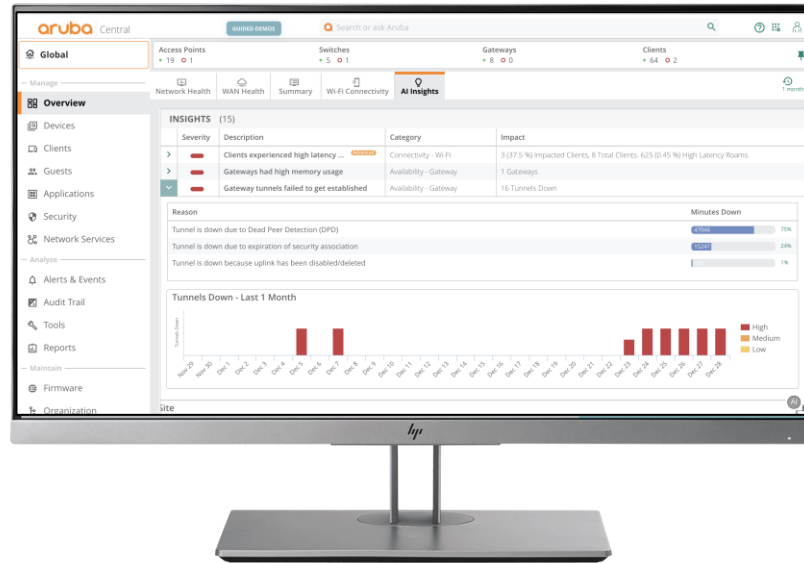 aruba Central
GUIDED DEMOS
Search or ask Aruba
Global
Access Points
19 1
Switches
5 1
Gateways
8 0
Clients
64 2
Manage
Overview
Devices
Clients
Guests
Applications
Security
Network Services
Analyze
Alerts & Events
Audit Trail
Tools
Reports
Maintain
Firmware
Organization
Network Health
WAN Health
Summary
Wi-Fi Connectivity
AI Insights
1 month
INSIGHTS (15)
Severity Description Category Impact
Clients experienced high latency ... Advanced Connectivity - Wi-Fi 3 (37.5 %) Impacted Clients, 8 Total Clients. 625 (0.45 %) High Latency Roams.
Gateways had high memory usage Availability - Gateway 1 Gateways
Gateway tunnels failed to get established Availability - Gateway 16 Tunnels Down
Reason Minutes Down
Tunnel is down due to Dead Peer Detection (DPD) 75%
Tunnel is down due to expiration of security association 15247 24%
Tunnel is down because uplink has been disabled/deleted 1%
Tunnels Down - Last 1 Month
Tunnels Down
Nov 29 Nov 30 Dec 1 Dec 2 Dec 3 Dec 4 Dec 5 Dec 6 Dec 7 Dec 8 Dec 9 Dec 10 Dec 11 Dec 12 Dec 13 Dec 14 Dec 15 Dec 16 Dec 17 Dec 18 Dec 19 Dec 20 Dec 21 Dec 22 Dec 23 Dec 24 Dec 25 Dec 26 Dec 27 Dec 28
High
Medium
Low
Site
AI
hp